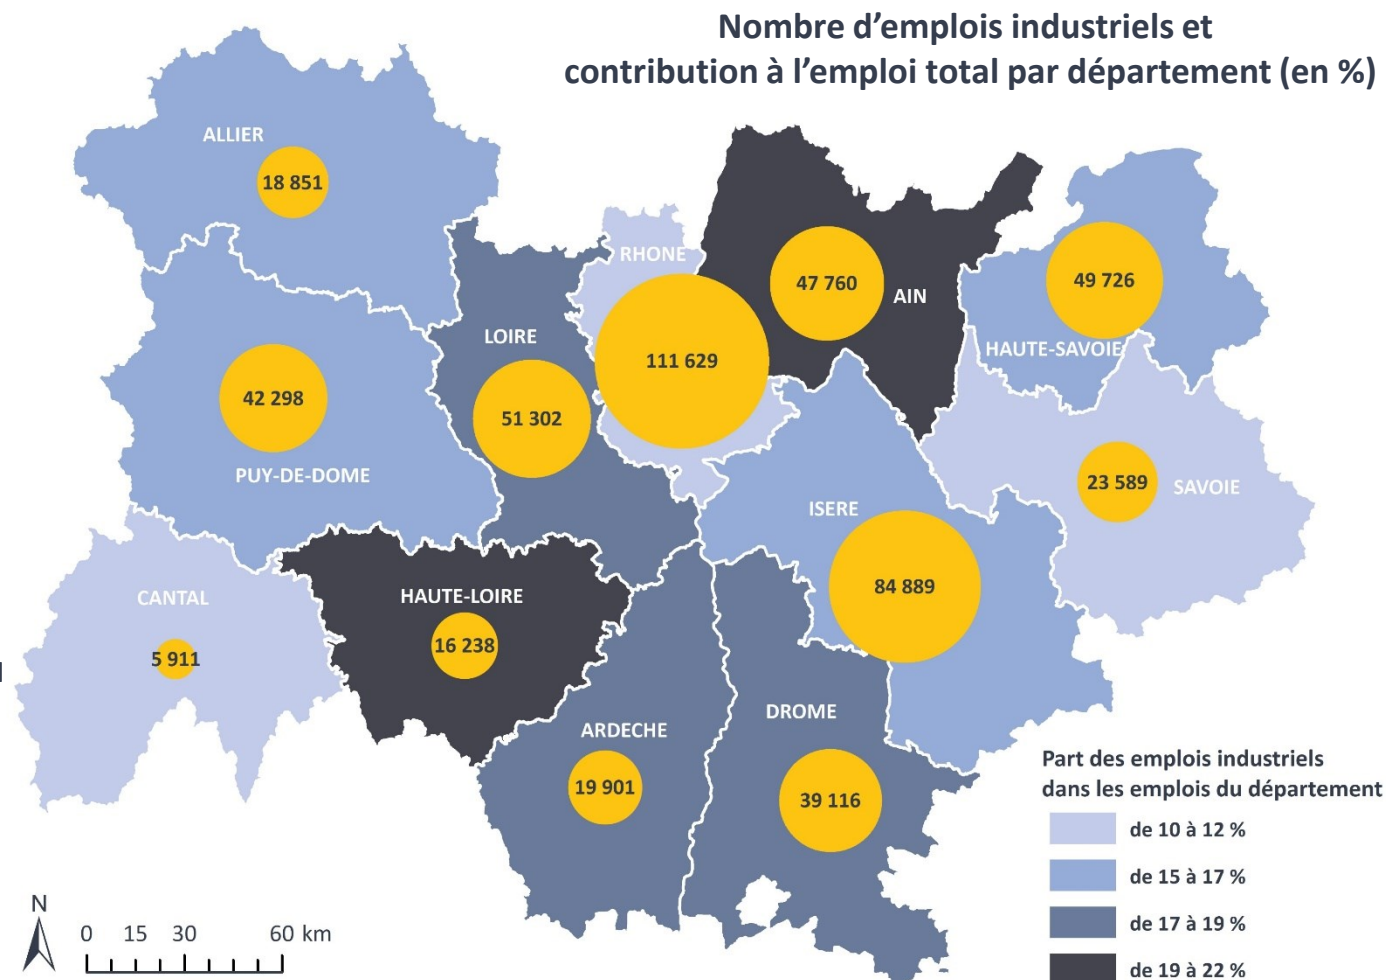 Nombre d’emplois industriels et
contribution à l’emploi total par département (en %)
ALLIER
18 851
RHONE
47 760
AIN
49 726
LOIRE
HAUTE-SAVOIE
111 629
42 298
51 302
PUY-DE-DOME
23 589
SAVOIE
ISERE
84 889
CANTAL
5 911
HAUTE-LOIRE
16 238
ARDECHE
19 901
DROME
39 116
Part des emplois industriels
dans les emplois du département
de 10 à 12 %
de 15 à 17 %
de 17 à 19 %
de 19 à 22 %
N
0 15 30 60 km